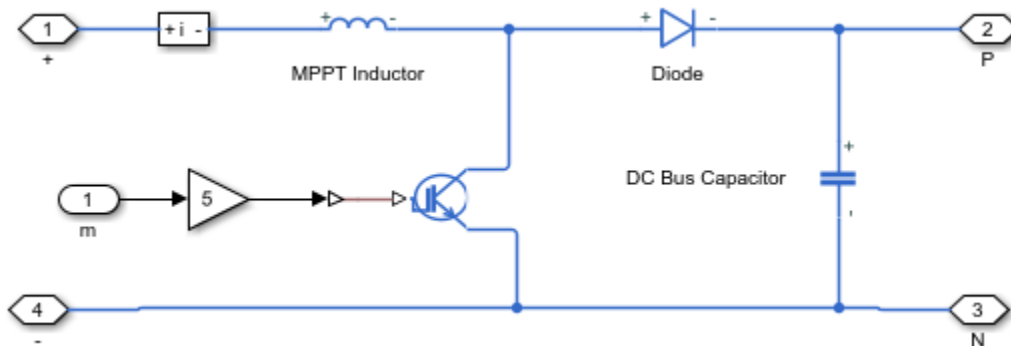 1
+
+ i -
+ -
MPPT Inductor
+ -
Diode
2
P
DC Bus Capacitor
+
-
1
m
5
4
-
3
N